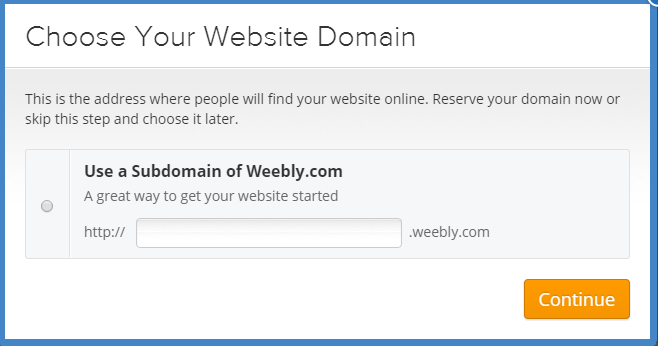 Choose Your Website Domain
This is the address where people will find your website online. Reserve your domain now or
skip this step and choose it later.
Use a Subdomain of Weebly.com
A great way to get your website started
http:// .weebly.com
Continue